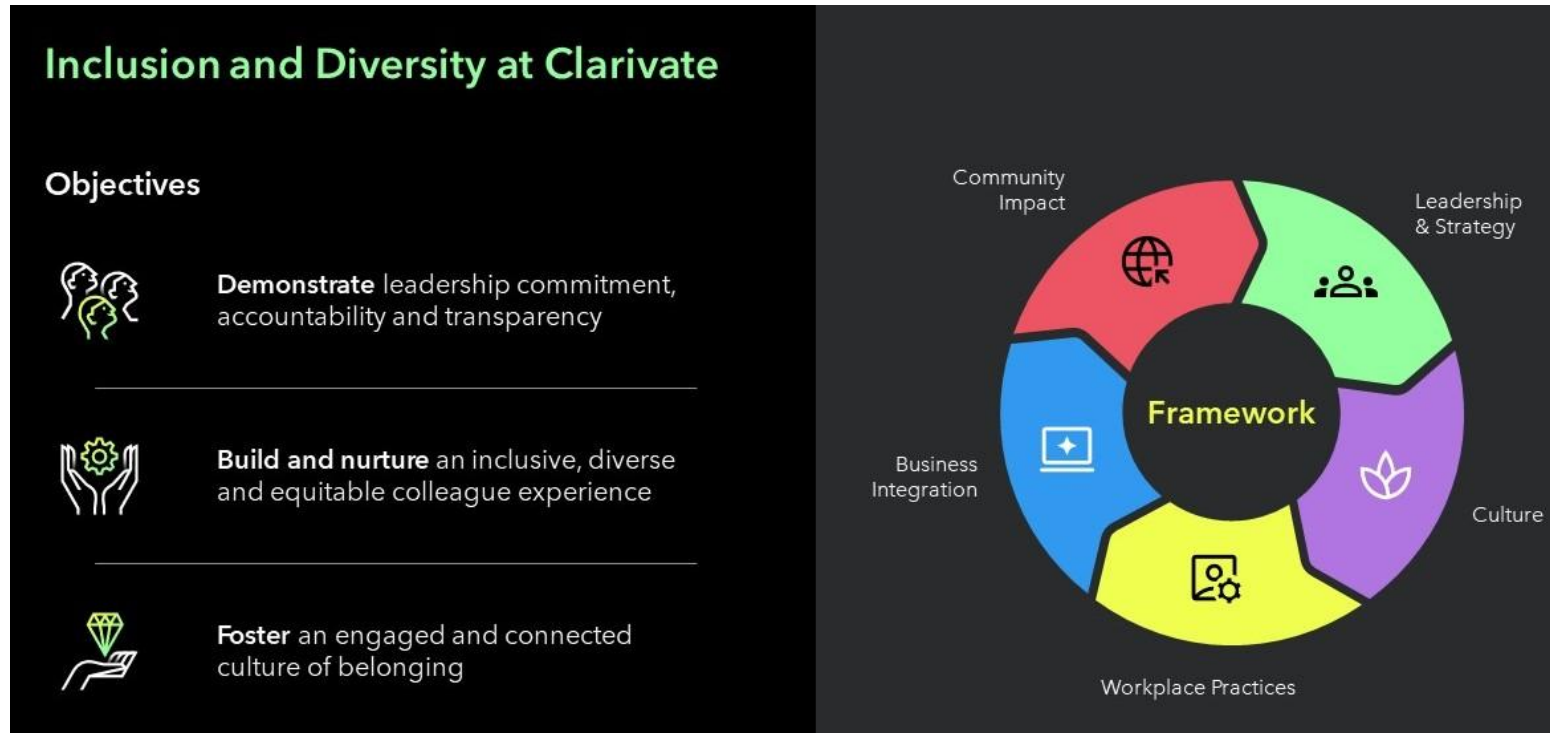 Inclusion and Diversity at Clarivate
Objectives
Demonstrate leadership commitment,
accountability and transparency
Build and nurture an inclusive, diverse
and equitable colleague experience
Foster an engaged and connected
culture of belonging
Community
Impact
Leadership
& Strategy
Framework
Business
Integration
Culture
Workplace Practices